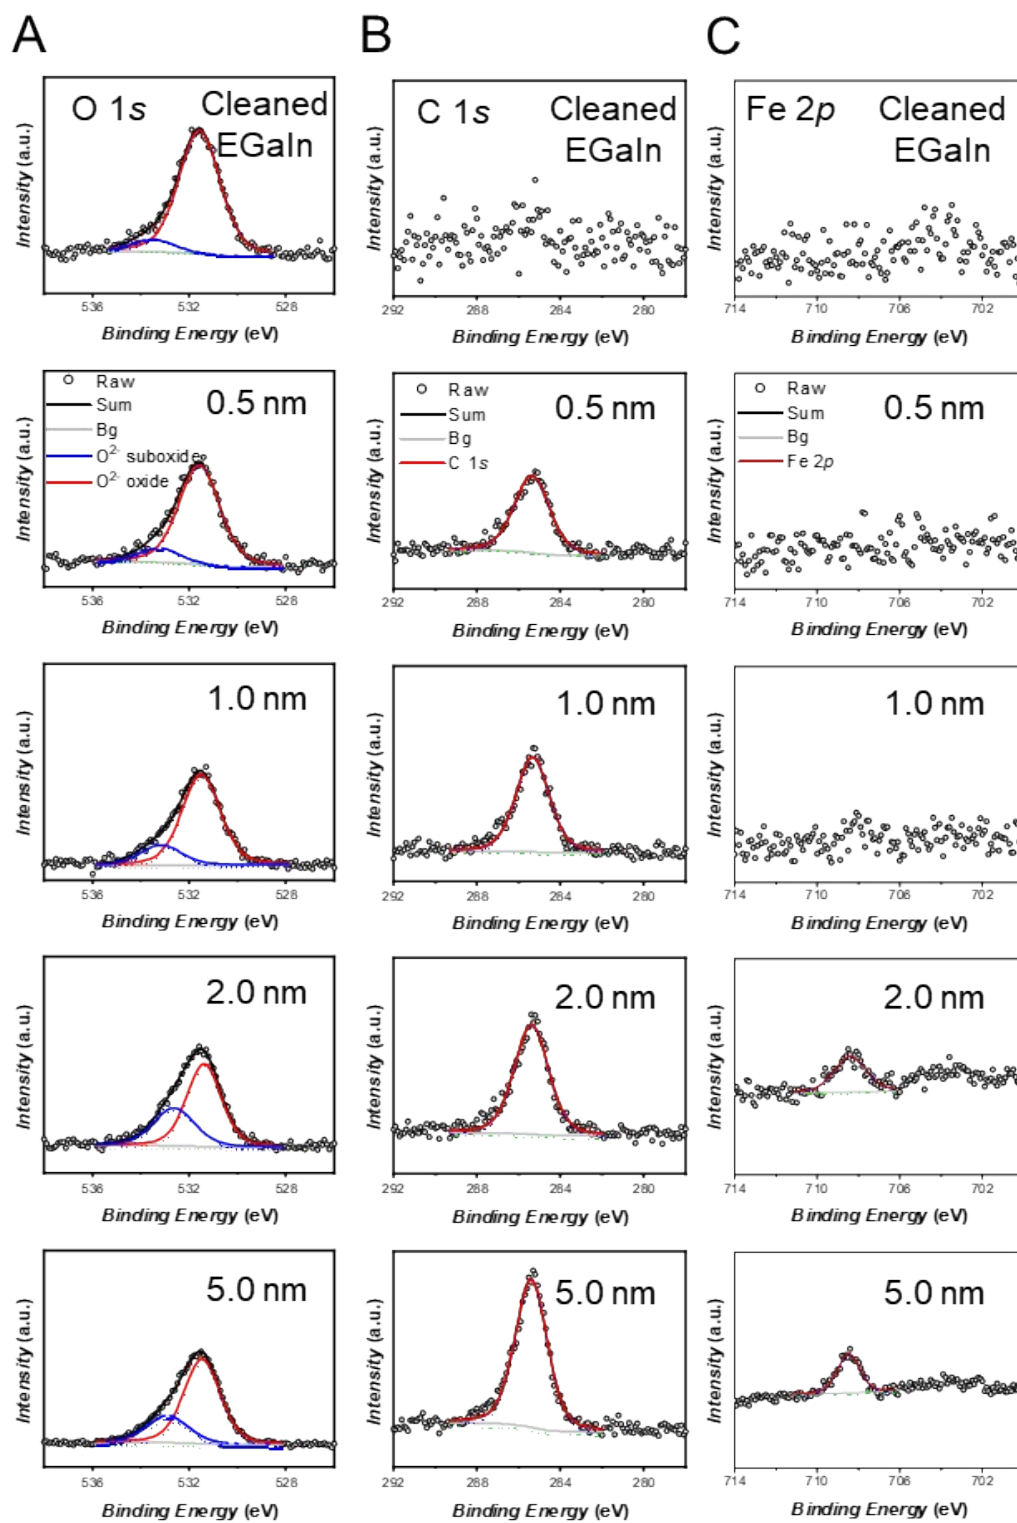 A
B
C
O 1s
Cleaned
EGaIn
Intensity (a.u.)
536
532
528
Binding Energy (eV)
C 1s
Cleaned
EGaIn
Intensity (a.u.)
292
288
284
280
Binding Energy (eV)
Fe 2p
Cleaned
EGaIn
Intensity (a.u.)
714
710
706
702
Binding Energy (eV)
0.5 nm
Raw
Sum
Bg
O²⁻ suboxide
O²⁻ oxide
Intensity (a.u.)
536
532
528
Binding Energy (eV)
0.5 nm
Raw
Sum
Bg
C 1s
Intensity (a.u.)
292
288
284
280
Binding Energy (eV)
0.5 nm
Raw
Sum
Bg
Fe 2p
Intensity (a.u.)
714
710
706
702
Binding Energy (eV)
1.0 nm
Intensity (a.u.)
536
532
528
Binding Energy (eV)
1.0 nm
Intensity (a.u.)
292
288
284
280
Binding Energy (eV)
1.0 nm
Intensity (a.u.)
714
710
706
702
Binding Energy (eV)
2.0 nm
Intensity (a.u.)
536
532
528
Binding Energy (eV)
2.0 nm
Intensity (a.u.)
292
288
284
280
Binding Energy (eV)
2.0 nm
Intensity (a.u.)
714
710
706
702
Binding Energy (eV)
5.0 nm
Intensity (a.u.)
536
532
528
Binding Energy (eV)
5.0 nm
Intensity (a.u.)
292
288
284
280
Binding Energy (eV)
5.0 nm
Intensity (a.u.)
714
710
706
702
Binding Energy (eV)